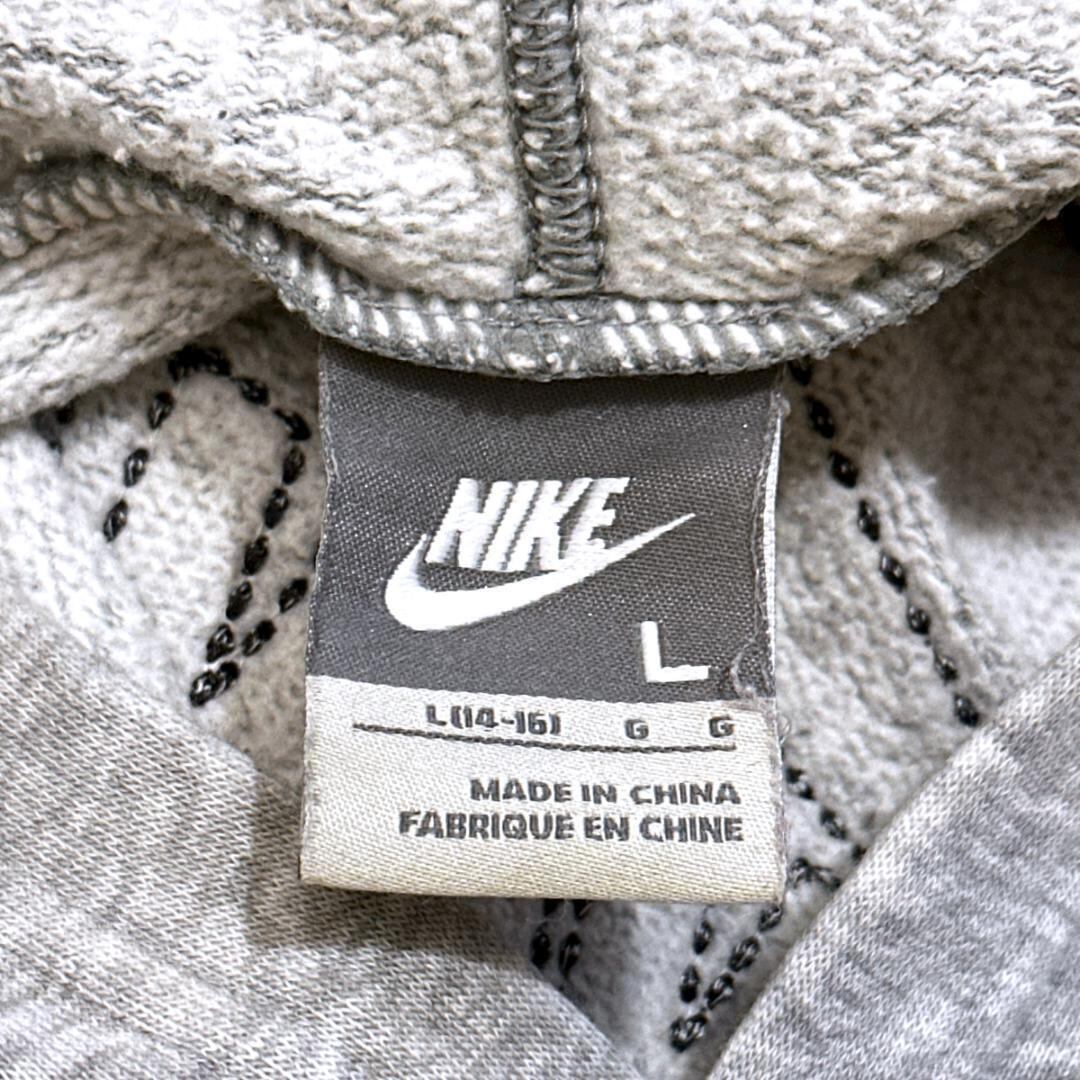 NIKE
L
L(14-16) G G
MADE IN CHINA
FABRIQUE EN CHINE